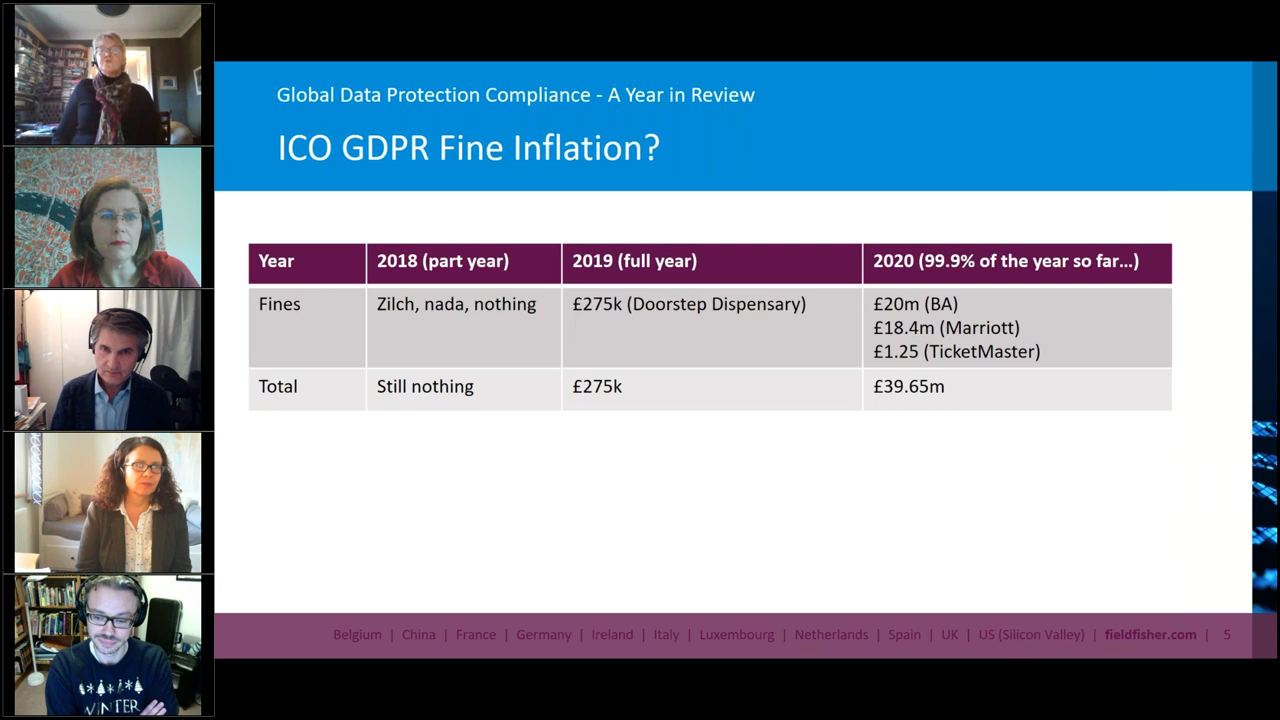 Global Data Protection Compliance - A Year in Review
ICO GDPR Fine Inflation?
Year 2018 (part year) 2019 (full year) 2020 (99.9% of the year so far…)
Fines Zilch, nada, nothing £275k (Doorstep Dispensary) £20m (BA)
£18.4m (Marriott)
£1.25 (TicketMaster)
Total Still nothing £275k £39.65m
Belgium | China | France | Germany | Ireland | Italy | Luxembourg | Netherlands | Spain | UK | US (Silicon Valley) | fieldfisher.com | 5
WINTER